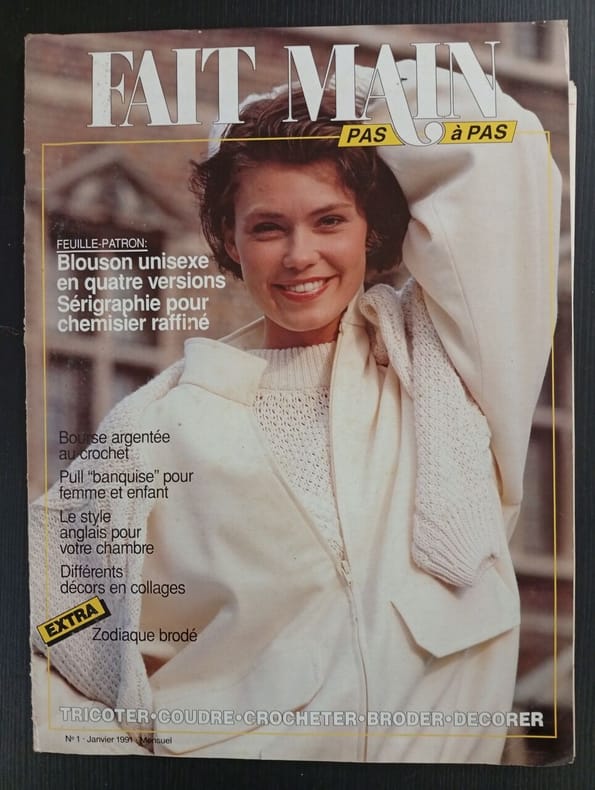 FAIT MAIN
PAS à PAS
FEUILLE-PATRON:
Blouson unisexe
en quatre versions
Sérigraphie pour
chemisier raffiné
Bourse argentée
au crochet
Pull "banquise" pour
femme et enfant
Le style
anglais pour
votre chambre
Différents
décors en collages
EXTRA
Zodiaque brodé
TRICOTER•COUDRE•CROCHETER•BRODER•DECORER
N° 1 - Janvier 1991 - Mensuel